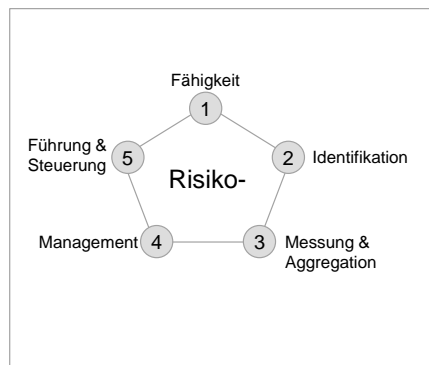 Fähigkeit
1
2
Identifikation
3
Messung &
Aggregation
4
Management
5
Führung &
Steuerung
Risiko-